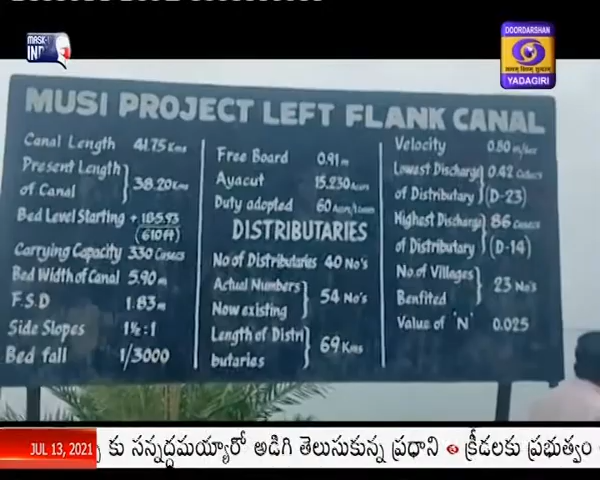 MASK-
IND
DOORDARSHAN
YADAGIRI
MUSI PROJECT LEFT FLANK CANAL
Canal Length 41.75 Kms
Present Length of Canal } 38.20 Kms
Bed Level Starting + 185.93 (610 ft)
Carrying Capacity 330 Cusecs
Bed Width of Canal 5.90 m
F.S.D 1.83 m
Side Slopes 1½:1
Bed fall 1/3000
Free Board 0.91 m
Ayacut 15.230 Acres
Duty adopted 60
DISTRIBUTARIES
No of Distributaries 40 No's
Actual Numbers Now existing } 54 No's
Length of Distributaries } 69 Kms
Velocity 0.80 m/sec
Lowest Discharge of Distributary } 0.42 Cusecs (D-23)
Highest Discharge of Distributary } 86 Cusecs (D-14)
No. of Villages Benfited } 23 No's
Value of 'N' 0.025
JUL 13, 2021
కు సన్నద్ధమయ్యారో అడిగి తెలుసుకున్న ప్రధాని క్రీడలకు ప్రభుత్వం